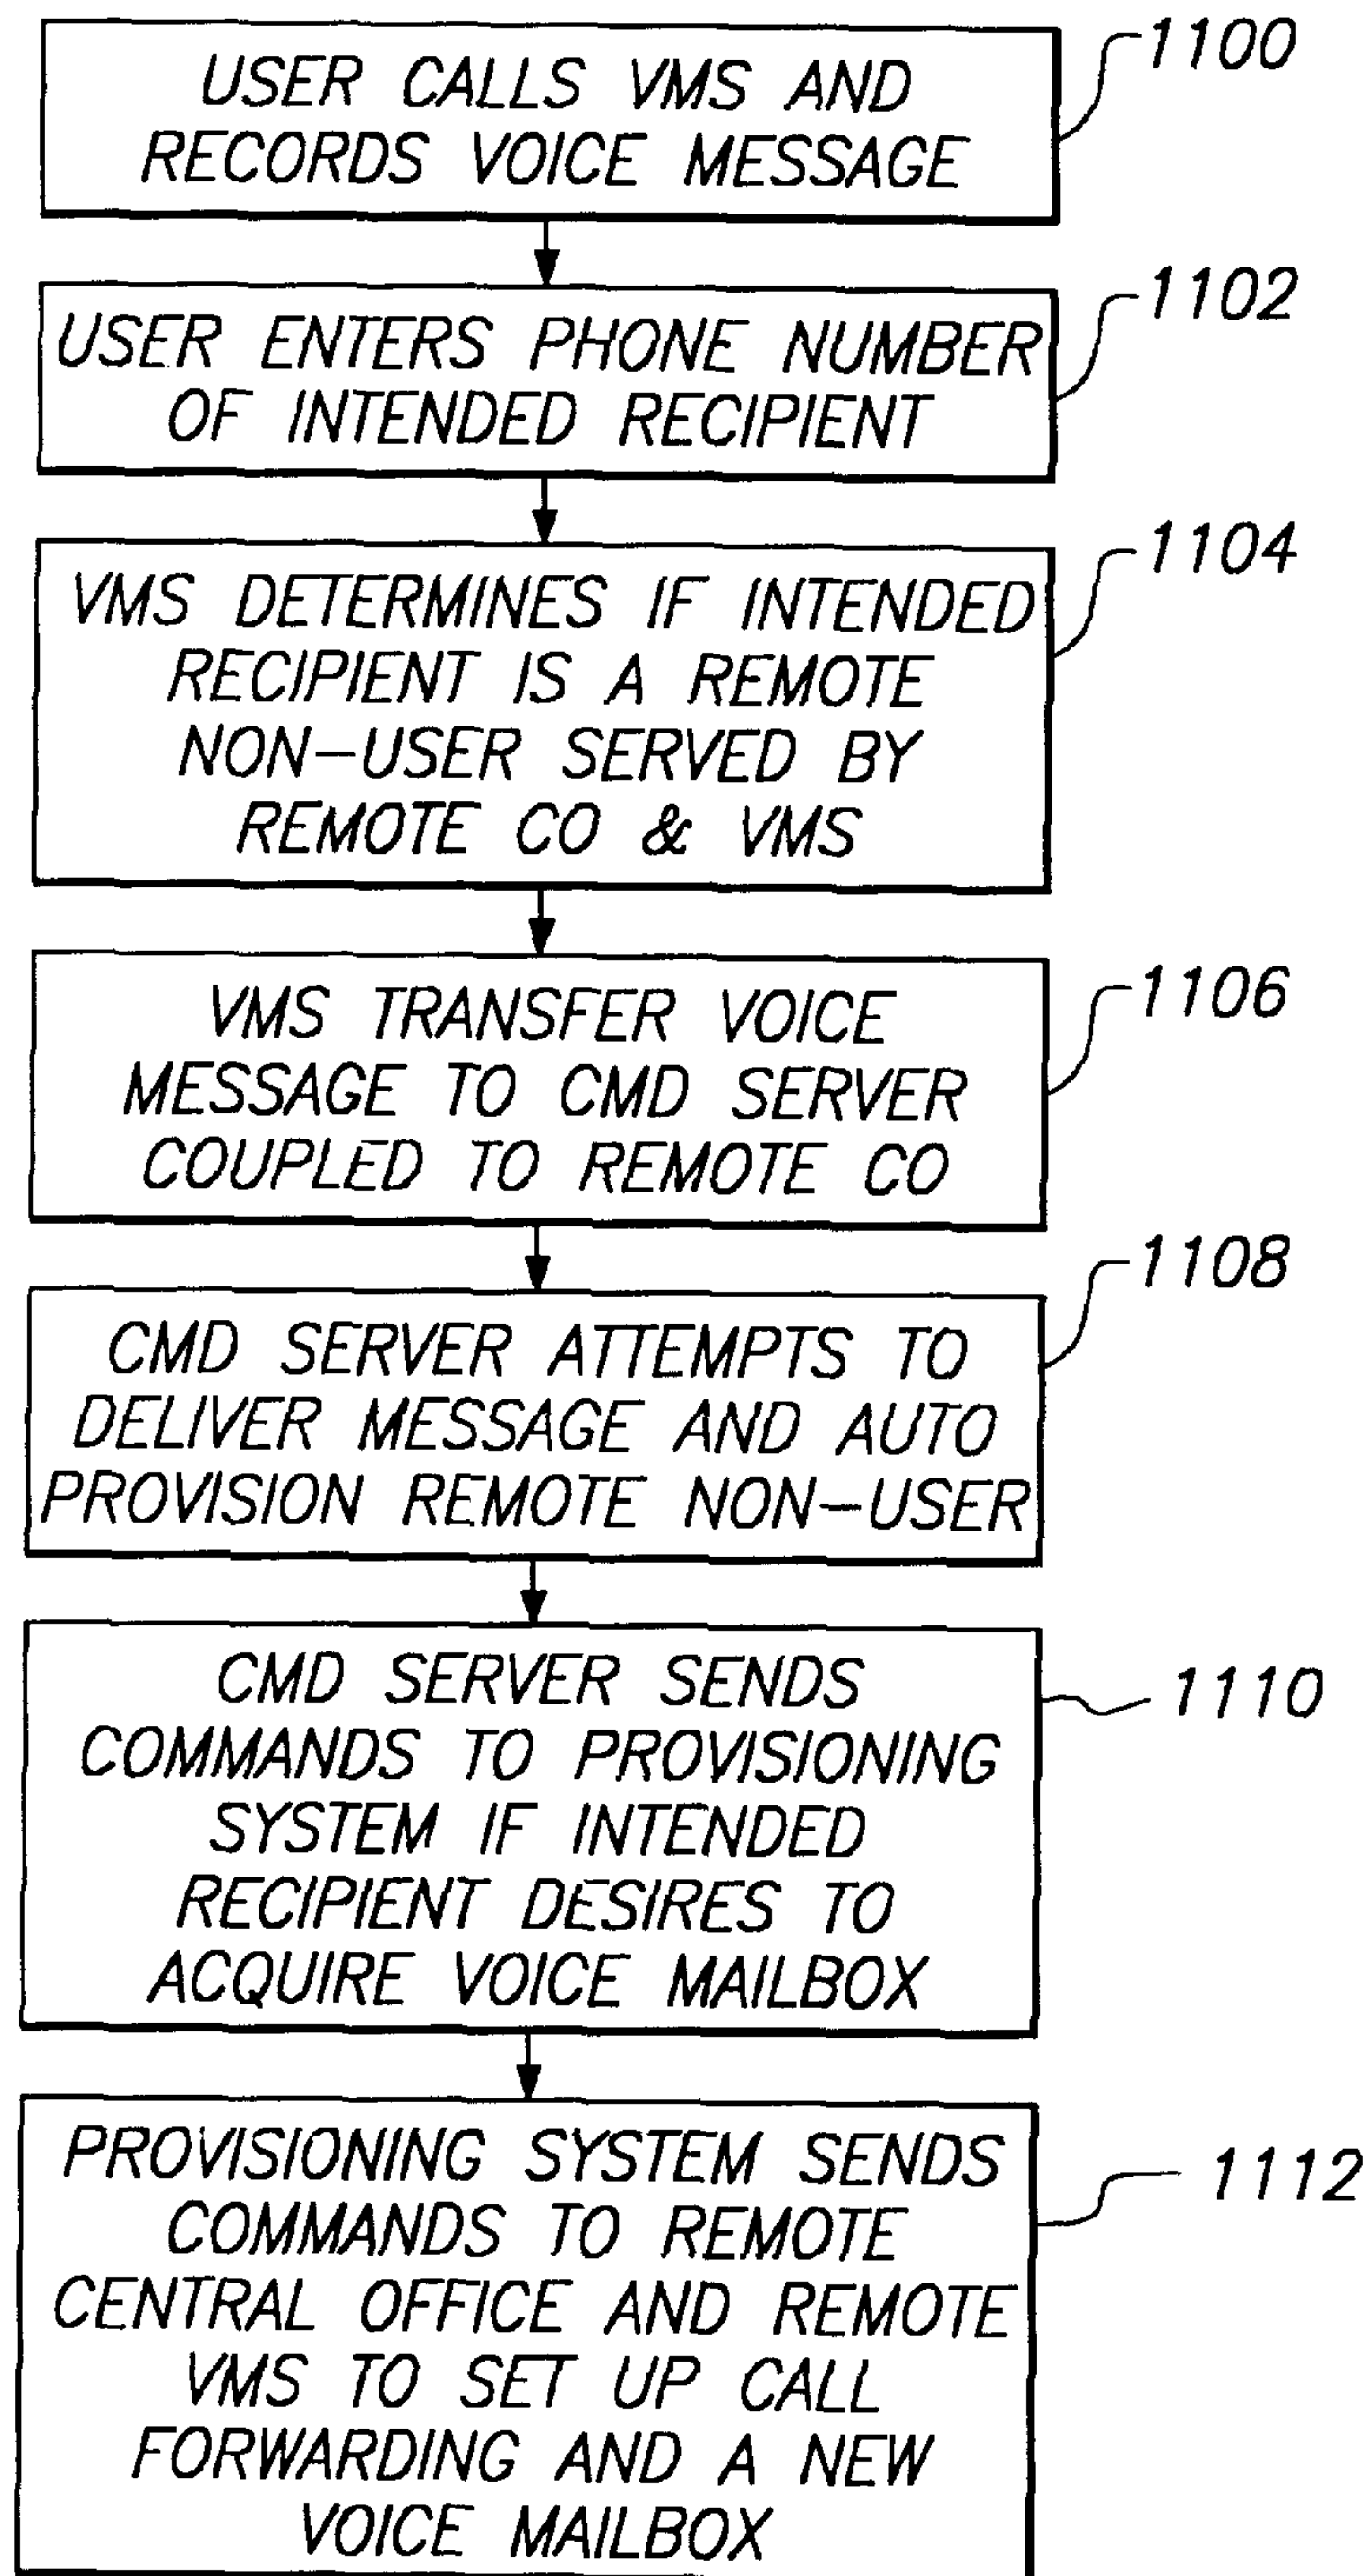 USER CALLS VMS AND
RECORDS VOICE MESSAGE
1100
USER ENTERS PHONE NUMBER
OF INTENDED RECIPIENT
1102
VMS DETERMINES IF INTENDED
RECIPIENT IS A REMOTE
NON-USER SERVED BY
REMOTE CO & VMS
1104
VMS TRANSFER VOICE
MESSAGE TO CMD SERVER
COUPLED TO REMOTE CO
1106
CMD SERVER ATTEMPTS TO
DELIVER MESSAGE AND AUTO
PROVISION REMOTE NON-USER
1108
CMD SERVER SENDS
COMMANDS TO PROVISIONING
SYSTEM IF INTENDED
RECIPIENT DESIRES TO
ACQUIRE VOICE MAILBOX
1110
PROVISIONING SYSTEM SENDS
COMMANDS TO REMOTE
CENTRAL OFFICE AND REMOTE
VMS TO SET UP CALL
FORWARDING AND A NEW
VOICE MAILBOX
1112